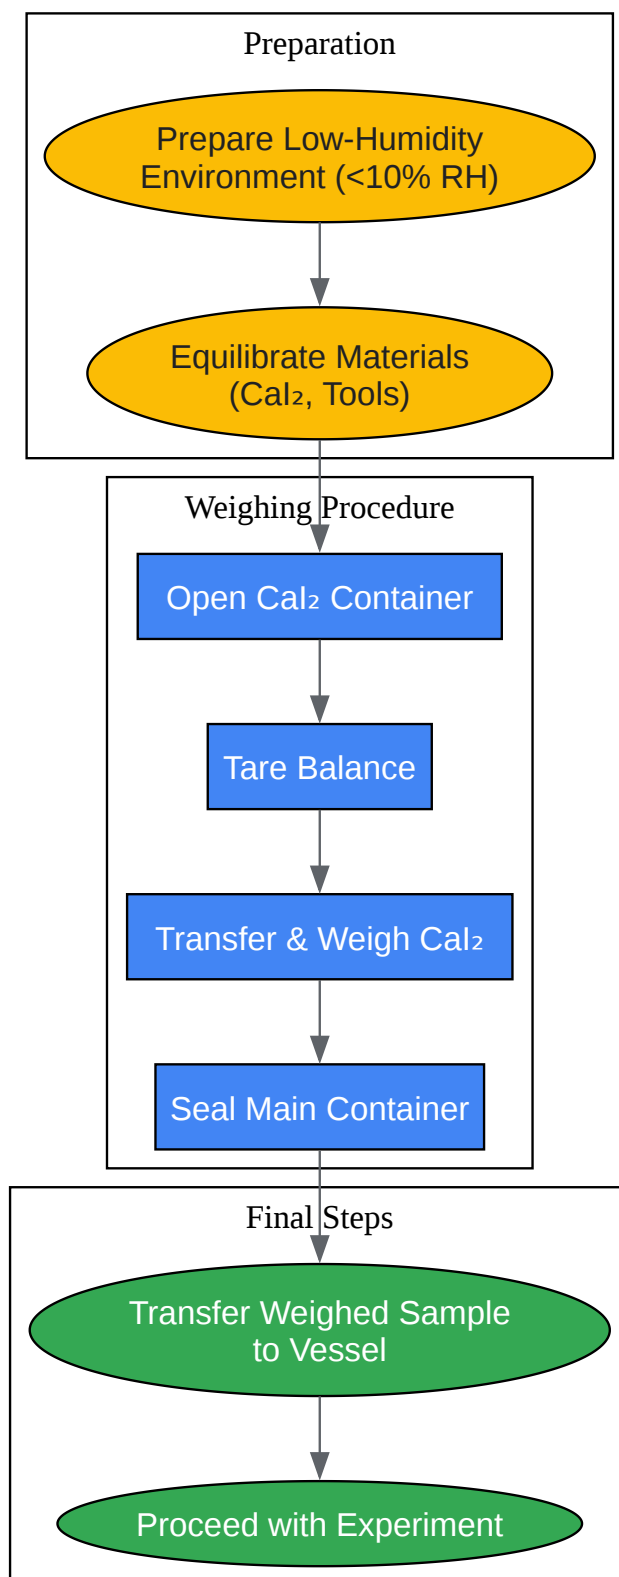 Preparation
Prepare Low-Humidity
Environment (<10% RH)
Equilibrate Materials
(CaI₂, Tools)
Weighing Procedure
Open CaI₂ Container
Tare Balance
Transfer & Weigh CaI₂
Seal Main Container
Final Steps
Transfer Weighed Sample
to Vessel
Proceed with Experiment